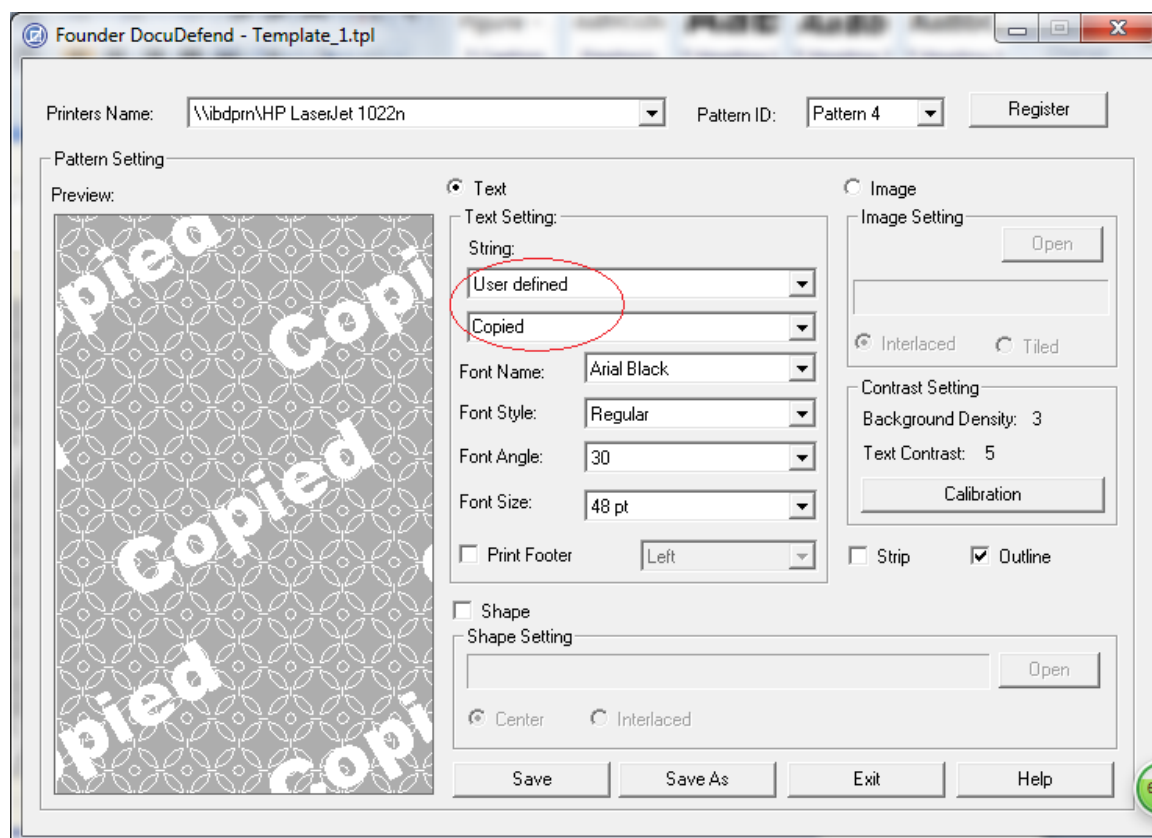 Founder DocuDefend - Template_1.tpl
Printers Name: \\ibdprn\HP LaserJet 1022n Pattern ID: Pattern 4 Register
Pattern Setting
Preview:
Text
Image
Text Setting:
String:
User defined
Copied
Font Name: Arial Black
Font Style: Regular
Font Angle: 30
Font Size: 48 pt
Print Footer Left
Image Setting
Open
Interlaced Tiled
Contrast Setting
Background Density: 3
Text Contrast: 5
Calibration
Strip Outline
Shape
Shape Setting
Open
Center Interlaced
Save Save As Exit Help
Copied
Copied
Copied
opied
Copied